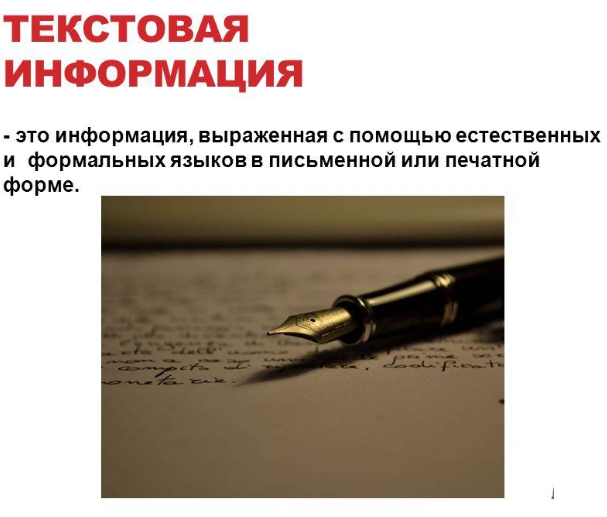 ТЕКСТОВАЯ
ИНФОРМАЦИЯ
- это информация, выраженная с помощью естественных
и формальных языков в письменной или печатной
форме.